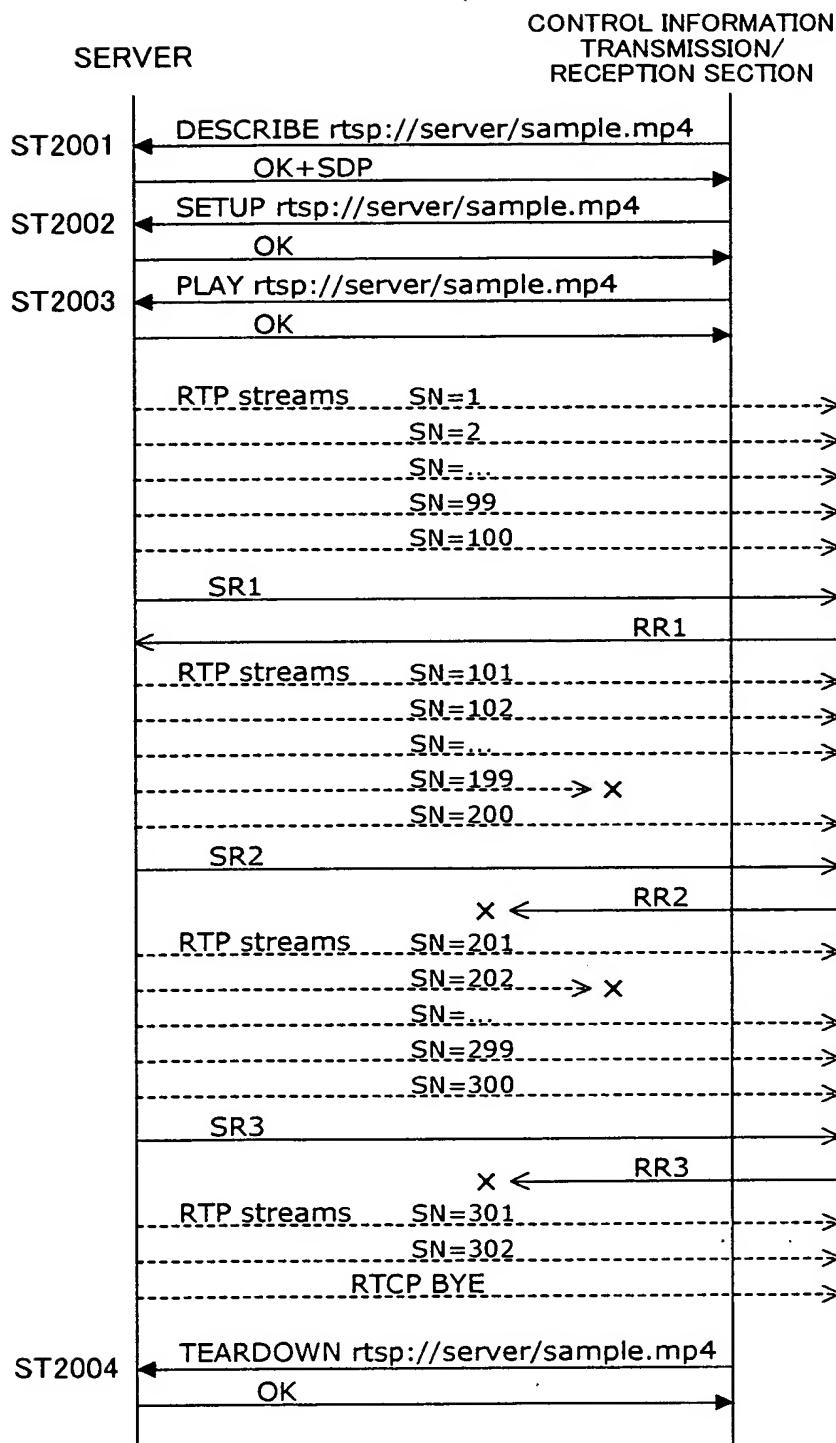 CONTROL INFORMATION
TRANSMISSION/
RECEPTION SECTION
SERVER
ST2001
DESCRIBE rtsp://server/sample.mp4
OK+SDP
ST2002
SETUP rtsp://server/sample.mp4
OK
ST2003
PLAY rtsp://server/sample.mp4
OK
RTP streams SN=1
SN=2
SN=...
SN=99
SN=100
SR1
RR1
RTP streams SN=101
SN=102
SN=...
SN=199
SN=200
SR2
RR2
RTP streams SN=201
SN=202
SN=...
SN=299
SN=300
SR3
RR3
RTP streams SN=301
SN=302
RTCP BYE
ST2004
TEARDOWN rtsp://server/sample.mp4
OK